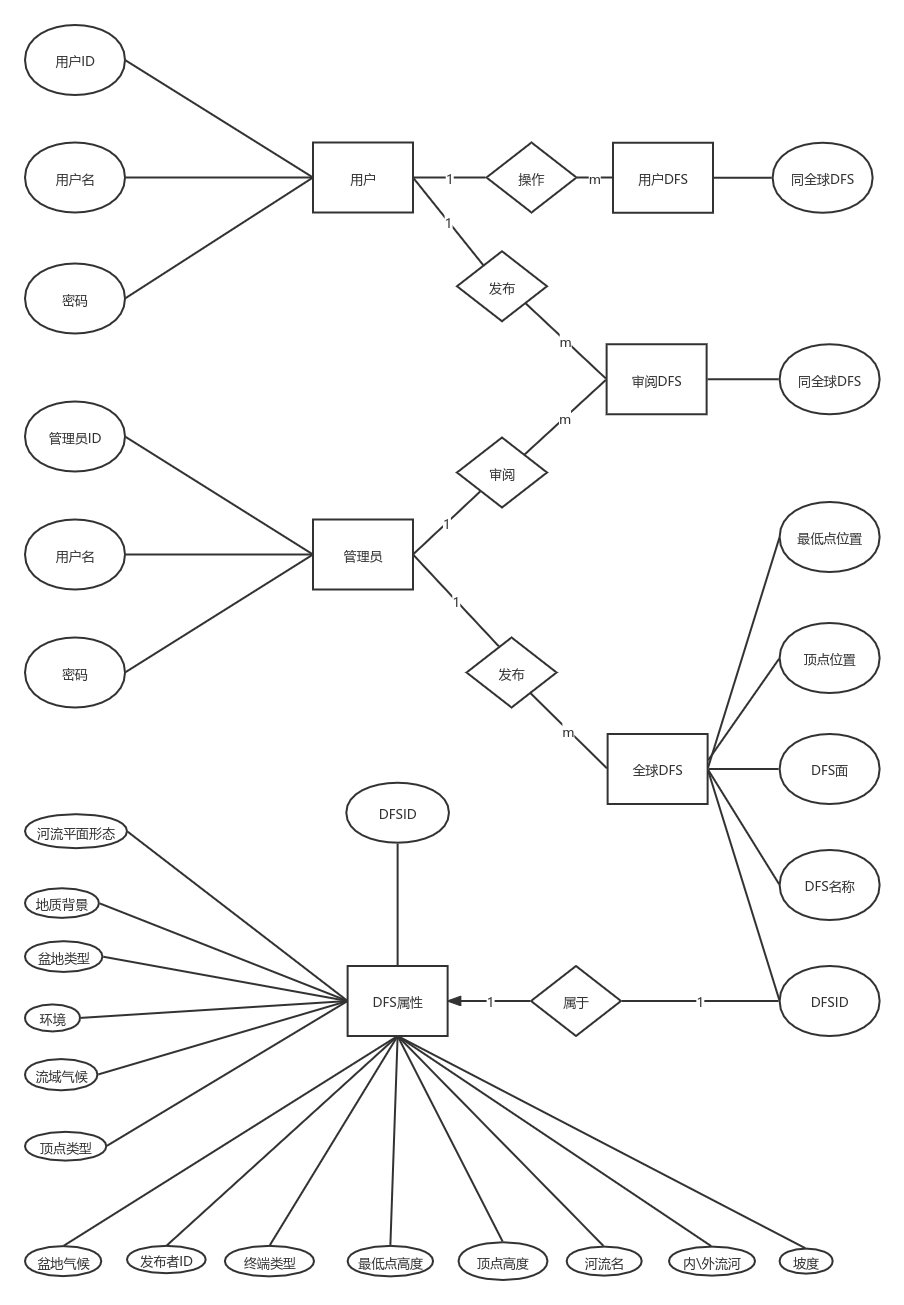 用户ID
用户名
用户
1
操作
m
用户DFS
同全球DFS
1
发布
密码
m
审阅DFS
同全球DFS
m
管理员ID
审阅
1
用户名
管理员
最低点位置
1
顶点位置
密码
发布
m
全球DFS
DFS面
DFSID
河流平面形态
DFS名称
地质背景
盆地类型
DFS属性
1
属于
1
DFSID
环境
流域气候
顶点类型
盆地气候
发布者ID
终端类型
最低点高度
顶点高度
河流名
内\外流河
坡度